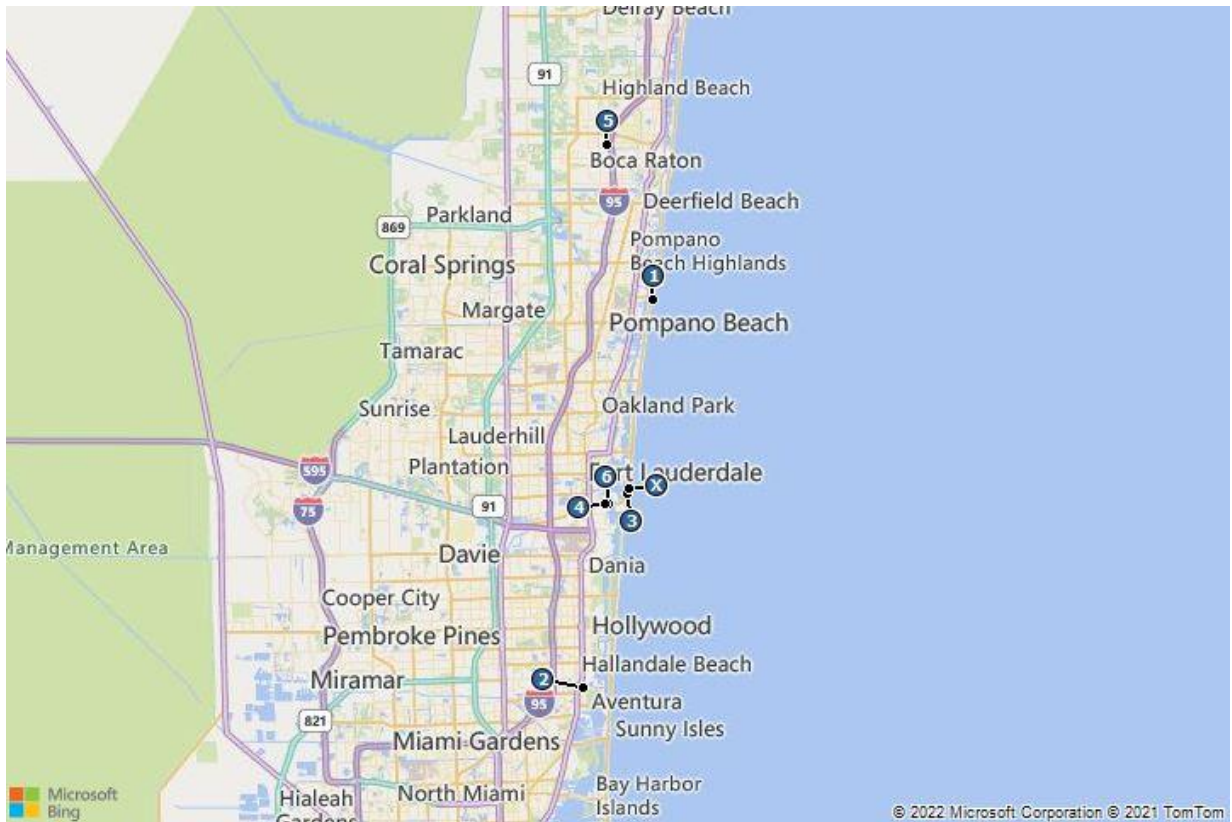 Delray Beach
91
Highland Beach
5
Boca Raton
95
Deerfield Beach
Parkland
869
Pompano
Beach Highlands
Coral Springs
1
Margate
Pompano Beach
Tamarac
Sunrise
Oakland Park
Lauderhill
Plantation
Fort Lauderdale
595
6
X
75
91
4
3
Management Area
Davie
Dania
Cooper City
Pembroke Pines
Hollywood
Hallandale Beach
Miramar
2
95
Aventura
821
Sunny Isles
Miami Gardens
Bay Harbor
Islands
North Miami
Hialeah
Gardens
Microsoft
Bing
© 2022 Microsoft Corporation © 2021 TomTom